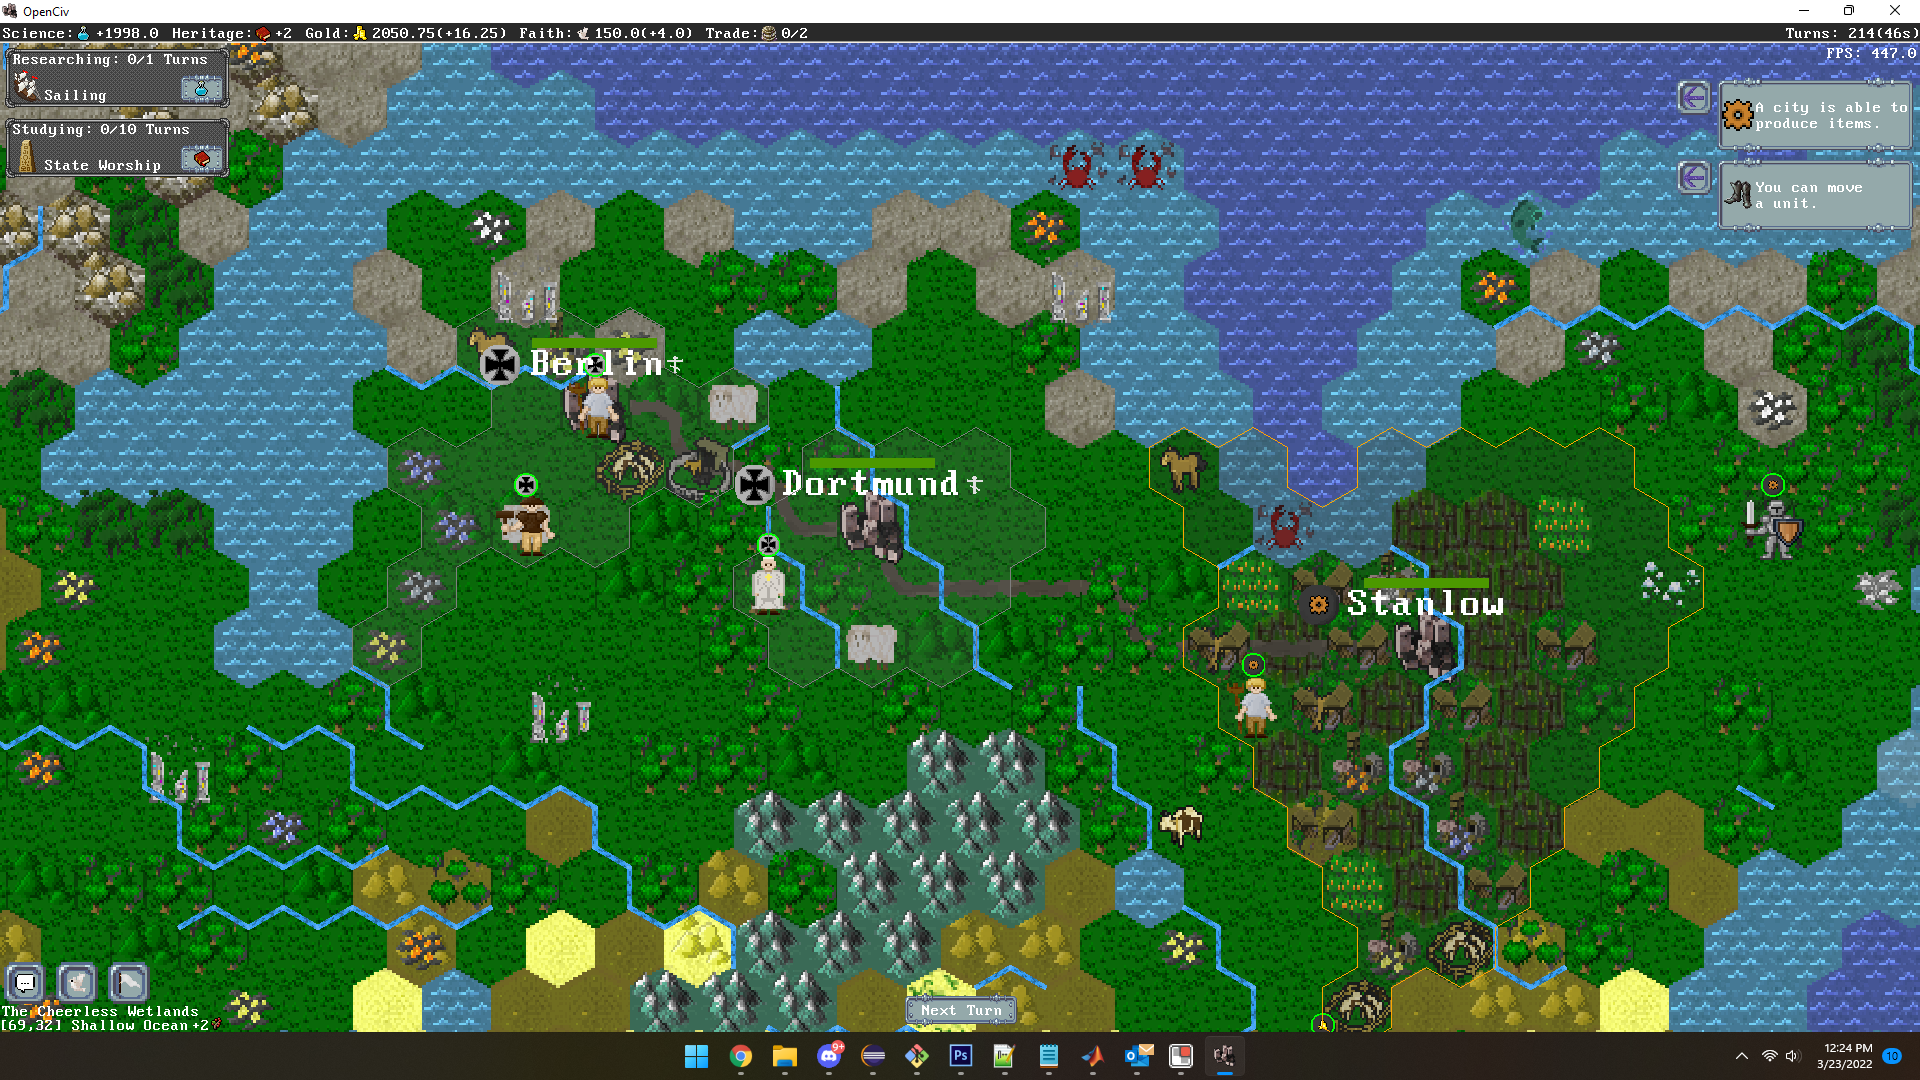 OpenCiv
Science: +1998.0 Heritage: +2 Gold: 2050.75(+16.25) Faith: 150.0(+4.0) Trade: 0/2
Turns: 214(46s)
FPS: 447.0
Researching: 0/1 Turns
Sailing
Studying: 0/10 Turns
State Worship
A city is able to
produce items.
You can move
a unit.
Berlin
Dortmund
Stanlow
The Cheerless Wetlands
[69,32] Shallow Ocean +2
Next Turn
9+
Ps
12:24 PM
3/23/2022
10